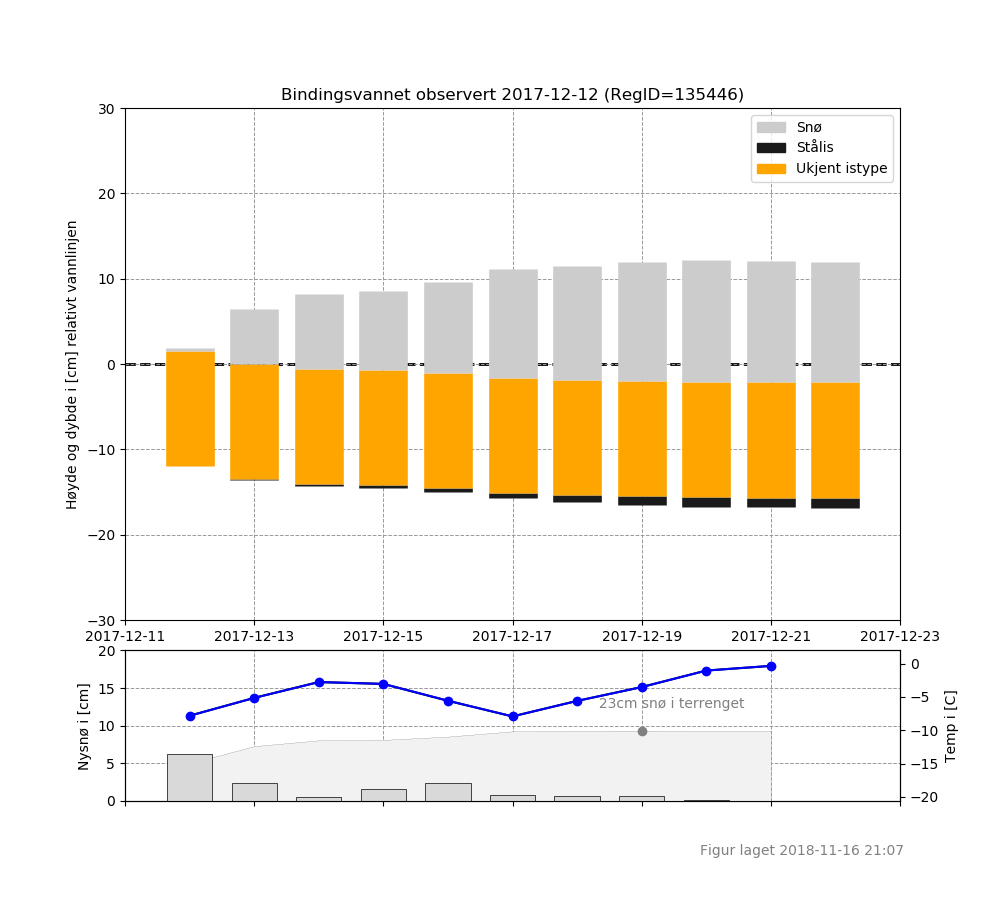 Bindingsvannet observert 2017-12-12 (RegID=135446)
30
20
10
0
−10
−20
−30
Høyde og dybde i [cm] relativt vannlinjen
Snø
Stålis
Ukjent istype
2017-12-11
2017-12-13
2017-12-15
2017-12-17
2017-12-19
2017-12-21
2017-12-23
20
15
10
5
0
Nysnø i [cm]
23cm snø i terrenget
0
−5
−10
−15
−20
Temp i [C]
Figur laget 2018-11-16 21:07